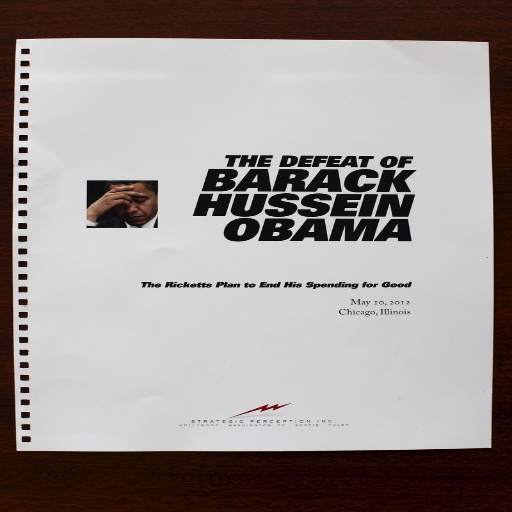 THE DEFEAT OF
BARACK
HUSSEIN
OBAMA
The Ricketts Plan to End His Spending for Good
May 10, 2012
Chicago, Illinois
STRATEGIC PERCEPTION INC.